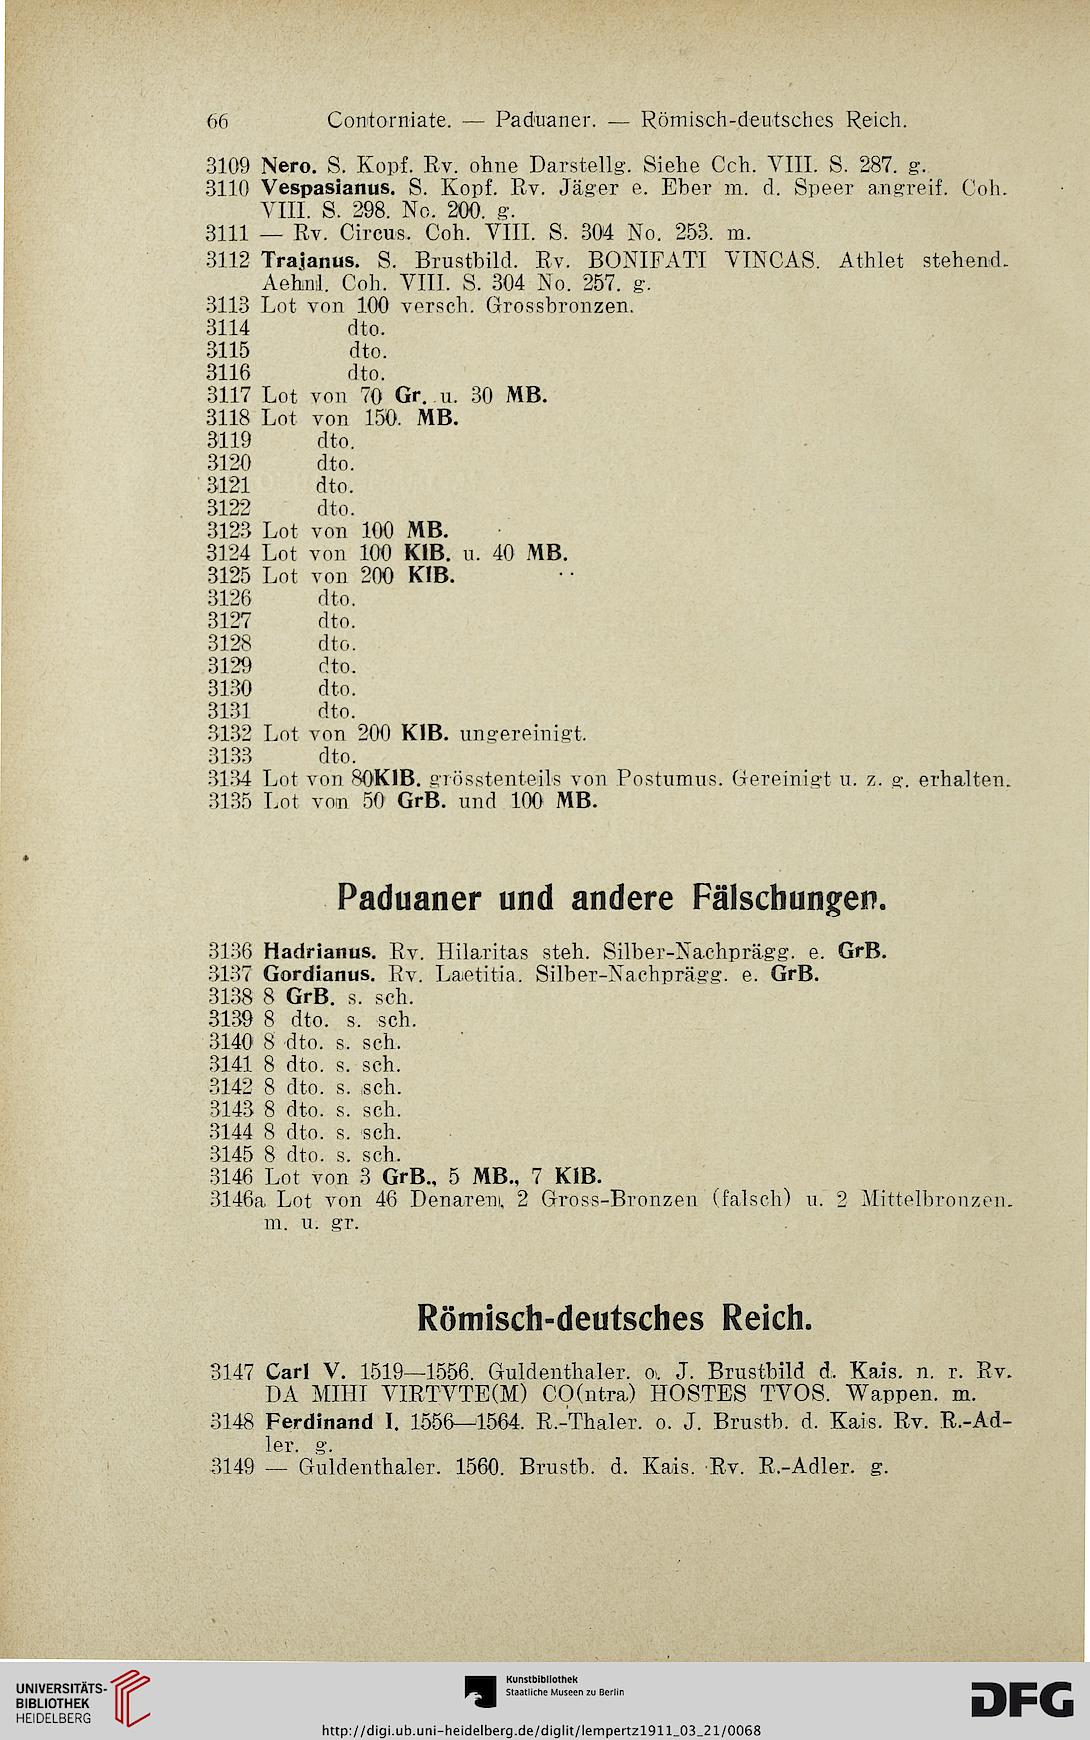 66 Contorniate. — Paduaner. — Römisch-deutsches Reich.
3109 Nero. S. Kopf. Rv. ohne Darstellg. Siehe Cch. VIII. S. 287. g.
3110 Vespasianus. S. Kopf. Rv. Jäger e. Eber m. d. Speer angreif. Coh.
VIII. S. 298. No. 200. g.
3111 — Rv. Circus. Coh. VIII. S. 304 No. 253. m.
3112 Trajanus. S. Brustbild. Rv. BONIFATI VINCAS. Athlet stehend.
Aehnl. Coh. VIII. S. 304 No. 257. g.
3113 Lot von 100 versch. Grossbronzen.
3114 dto.
3115 dto.
3116 dto.
3117 Lot von 70 Gr. u. 30 MB.
3118 Lot von 150. MB.
3119 dto.
3120 dto.
3121 dto.
3122 dto.
3123 Lot von 100 MB.
3124 Lot von 100 KlB. u. 40 MB.
3125 Lot von 200 KlB.
3126 dto.
3127 dto.
3128 dto.
3129 dto.
3130 dto.
3131 dto.
3132 Lot von 200 KlB. ungereinigt.
3133 dto.
3134 Lot von 80KlB. grösstenteils von Postumus. Gereinigt u. z. g. erhalten.
3135 Lot von 50 GrB. und 100 MB.
Paduaner und andere Fälschungen.
3136 Hadrianus. Rv. Hilaritas steh. Silber-Nachprägg. e. GrB.
3137 Gordianus. Rv. Laetitia. Silber-Nachprägg. e. GrB.
3138 8 GrB. s. sch.
3139 8 dto. s. sch.
3140 8 dto. s. sch.
3141 8 dto. s. sch.
3142 8 dto. s. sch.
3143 8 dto. s. sch.
3144 8 dto. s. sch.
3145 8 dto. s. sch.
3146 Lot von 3 GrB., 5 MB., 7 KlB.
3146a Lot von 46 Denaren, 2 Gross-Bronzen (falsch) u. 2 Mittelbronzen.
m. u. gr.
Römisch-deutsches Reich.
3147 Carl V. 1519—1556. Guldenthaler. o. J. Brustbild d. Kais. n. r. Rv.
DA MIHI VIRTVTE(M) CO(ntra) HOSTES TVOS. Wappen. m.
3148 Ferdinand I. 1556—1564. R.-Thaler. o. J. Brustb. d. Kais. Rv. R.-Ad-
ler. g.
3149 — Guldenthaler. 1560. Brustb. d. Kais. Rv. R.-Adler. g.
UNIVERSITÄTS-
BIBLIOTHEK
HEIDELBERG
Kunstbibliothek
Staatliche Museen zu Berlin
DFG
http://digi.ub.uni-heidelberg.de/diglit/lempertz1911_03_21/0068